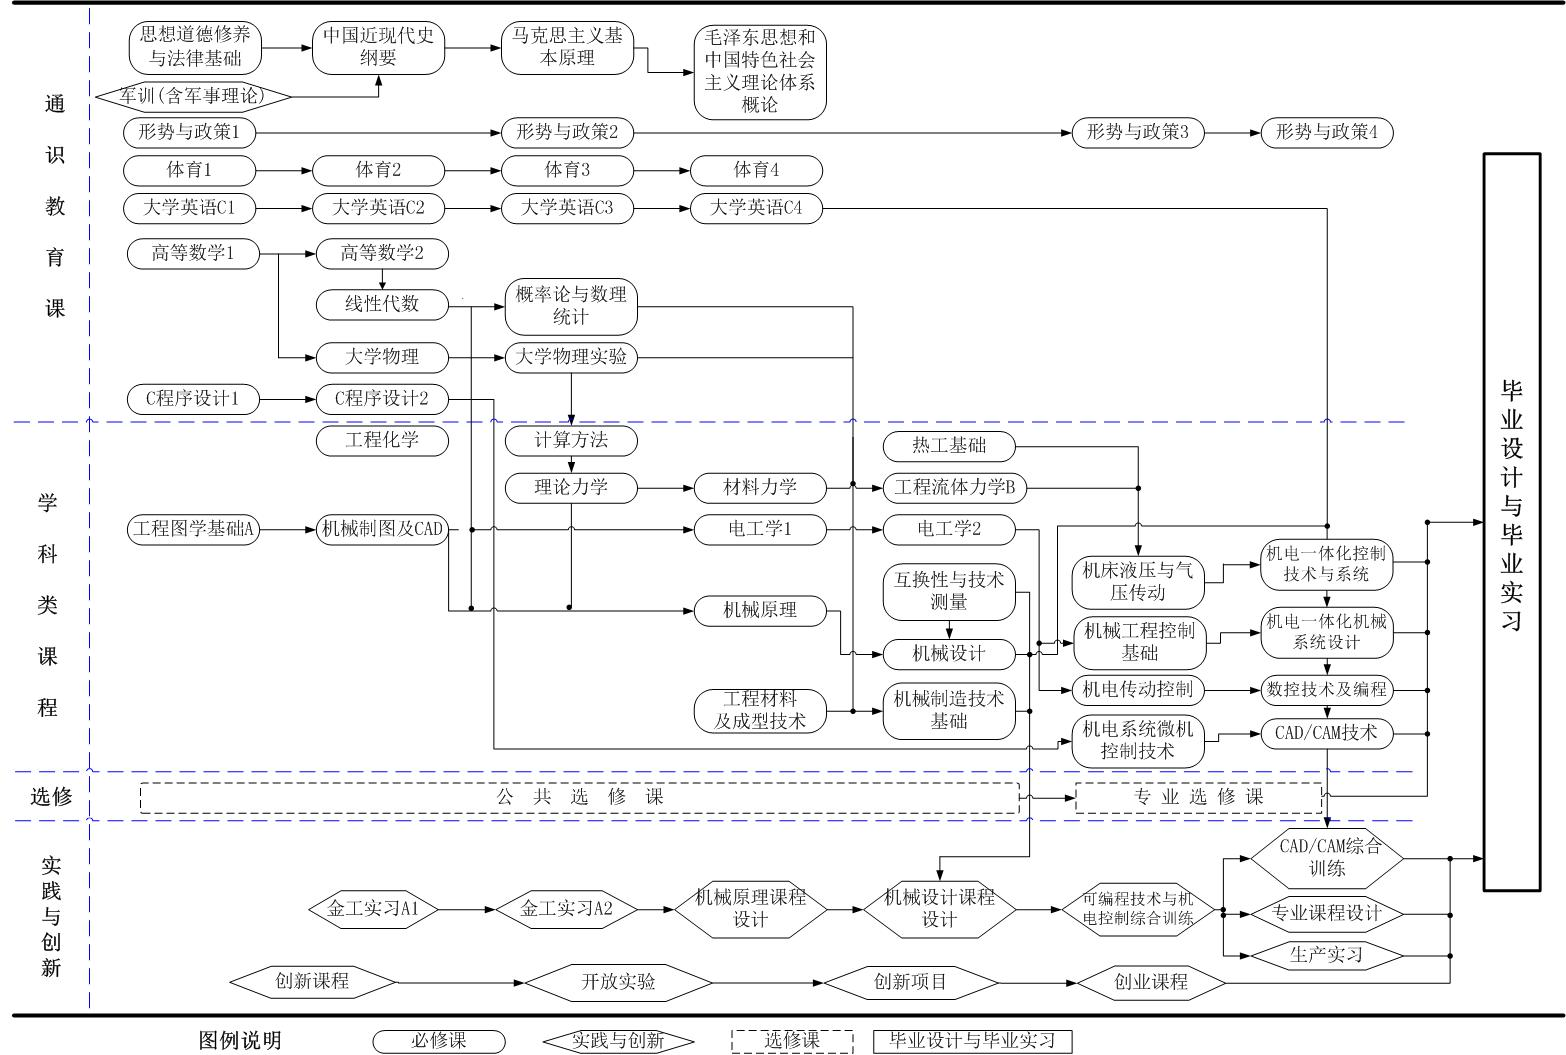 通识教育课
思想道德修养
与法律基础
中国近现代史
纲要
马克思主义基
本原理
毛泽东思想和
中国特色社会
主义理论体系
概论
军训(含军事理论)
形势与政策1
形势与政策2
形势与政策3
形势与政策4
体育1
体育2
体育3
体育4
大学英语C1
大学英语C2
大学英语C3
大学英语C4
高等数学1
高等数学2
线性代数
概率论与数理
统计
大学物理
大学物理实验
C程序设计1
C程序设计2
学科类课程
工程化学
计算方法
热工基础
理论力学
材料力学
工程流体力学B
工程图学基础A
机械制图及CAD
电工学1
电工学2
机床液压与气
压传动
机电一体化控制
技术与系统
互换性与技术
测量
机械原理
机械设计
机械工程控制
基础
机电一体化机械
系统设计
工程材料
及成型技术
机械制造技术
基础
机电传动控制
数控技术及编程
机电系统微机
控制技术
CAD/CAM技术
选修
公共选修课
专业选修课
实践与创新
金工实习A1
金工实习A2
机械原理课程
设计
机械设计课程
设计
可编程技术与机
电控制综合训练
CAD/CAM综合
训练
专业课程设计
生产实习
创新课程
开放实验
创新项目
创业课程
毕业设计与毕业实习
图例说明
必修课
实践与创新
选修课
毕业设计与毕业实习